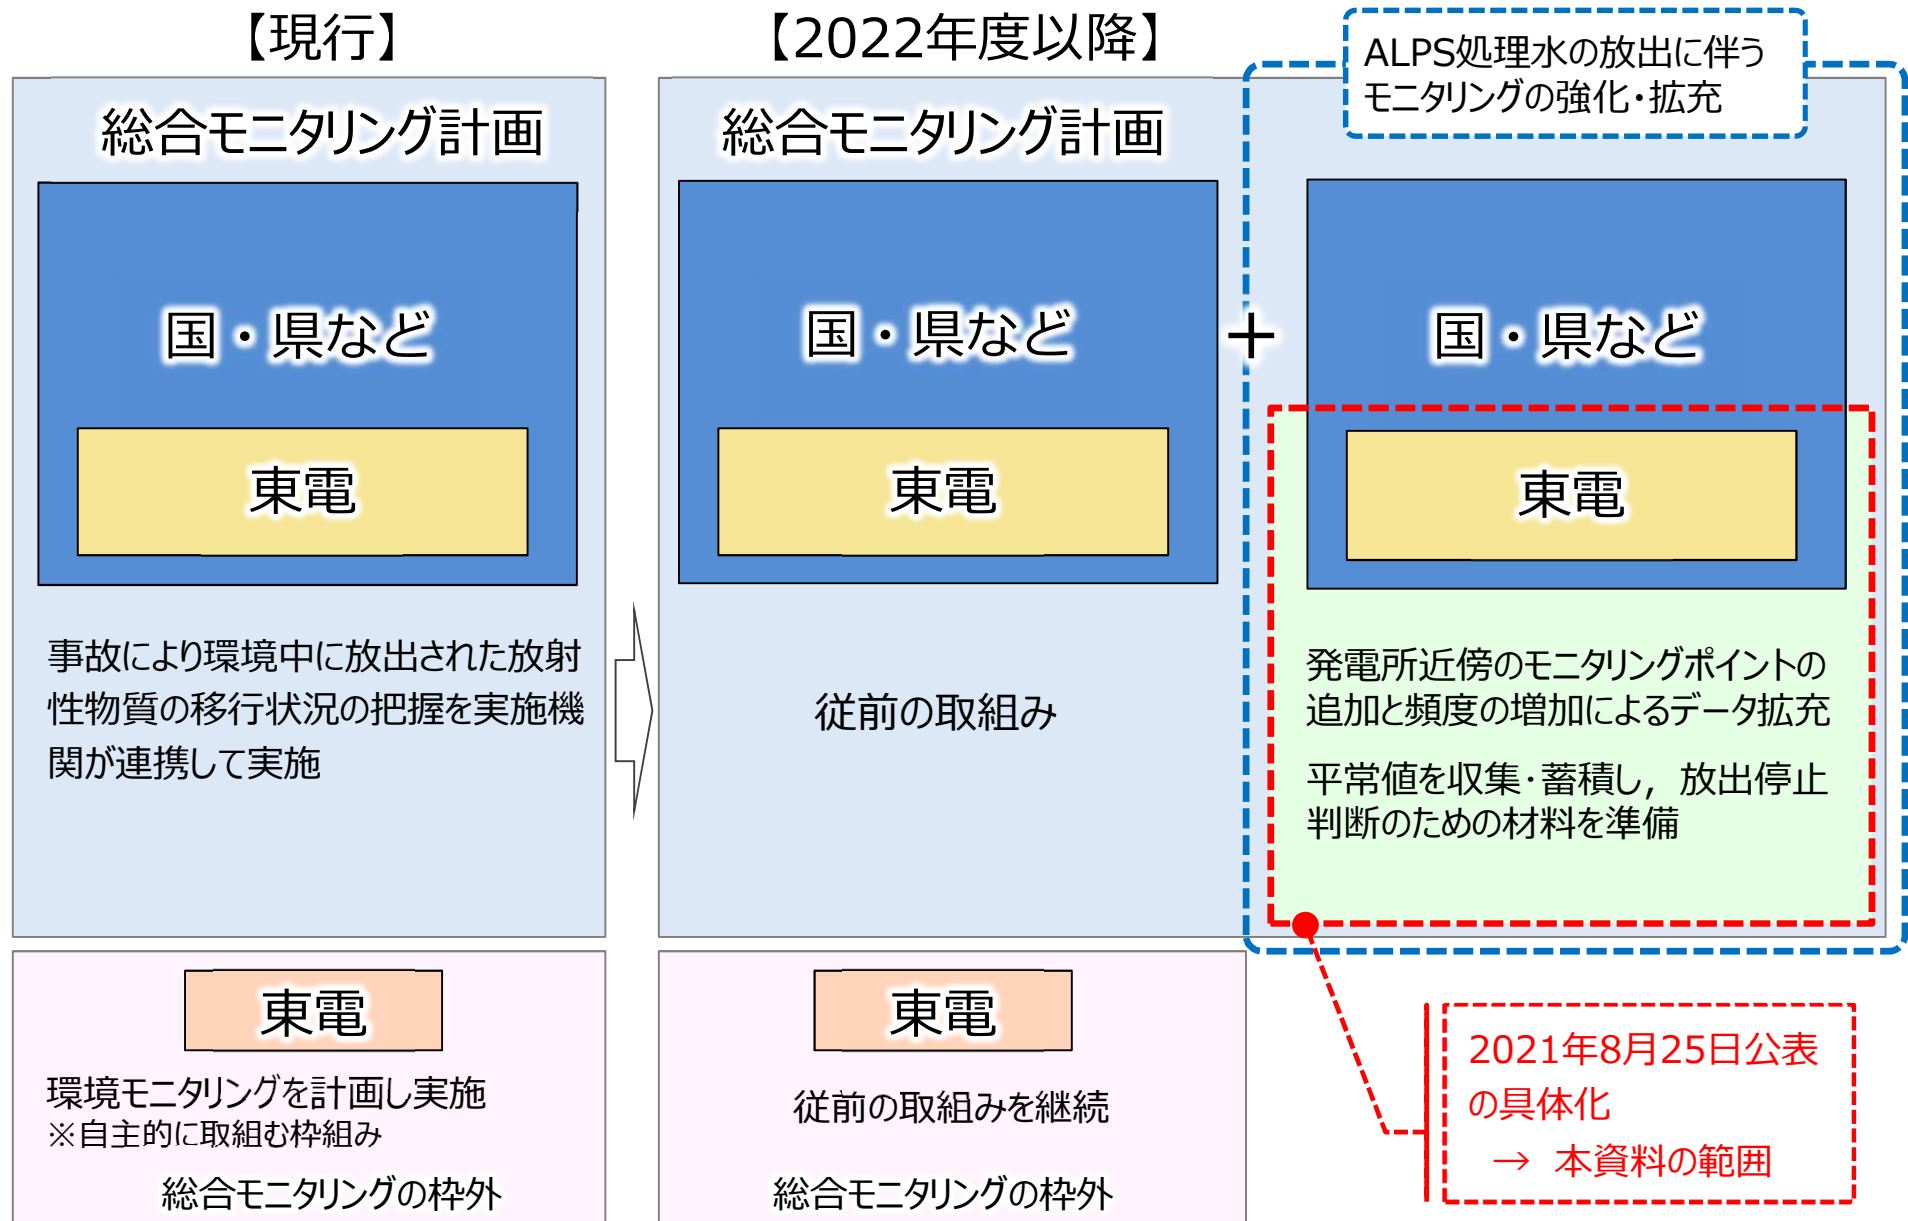 【現行】
総合モニタリング計画
国・県など
東電
事故により環境中に放出された放射
性物質の移行状況の把握を実施機
関が連携して実施
東電
環境モニタリングを計画し実施
※自主的に取組む枠組み
総合モニタリングの枠外
【2022年度以降】
総合モニタリング計画
国・県など
東電
従前の取組み
東電
従前の取組みを継続
総合モニタリングの枠外
＋
ALPS処理水の放出に伴う
モニタリングの強化・拡充
国・県など
東電
発電所近傍のモニタリングポイントの
追加と頻度の増加によるデータ拡充
平常値を収集・蓄積し，放出停止
判断のための材料を準備
2021年8月25日公表
の具体化
→ 本資料の範囲